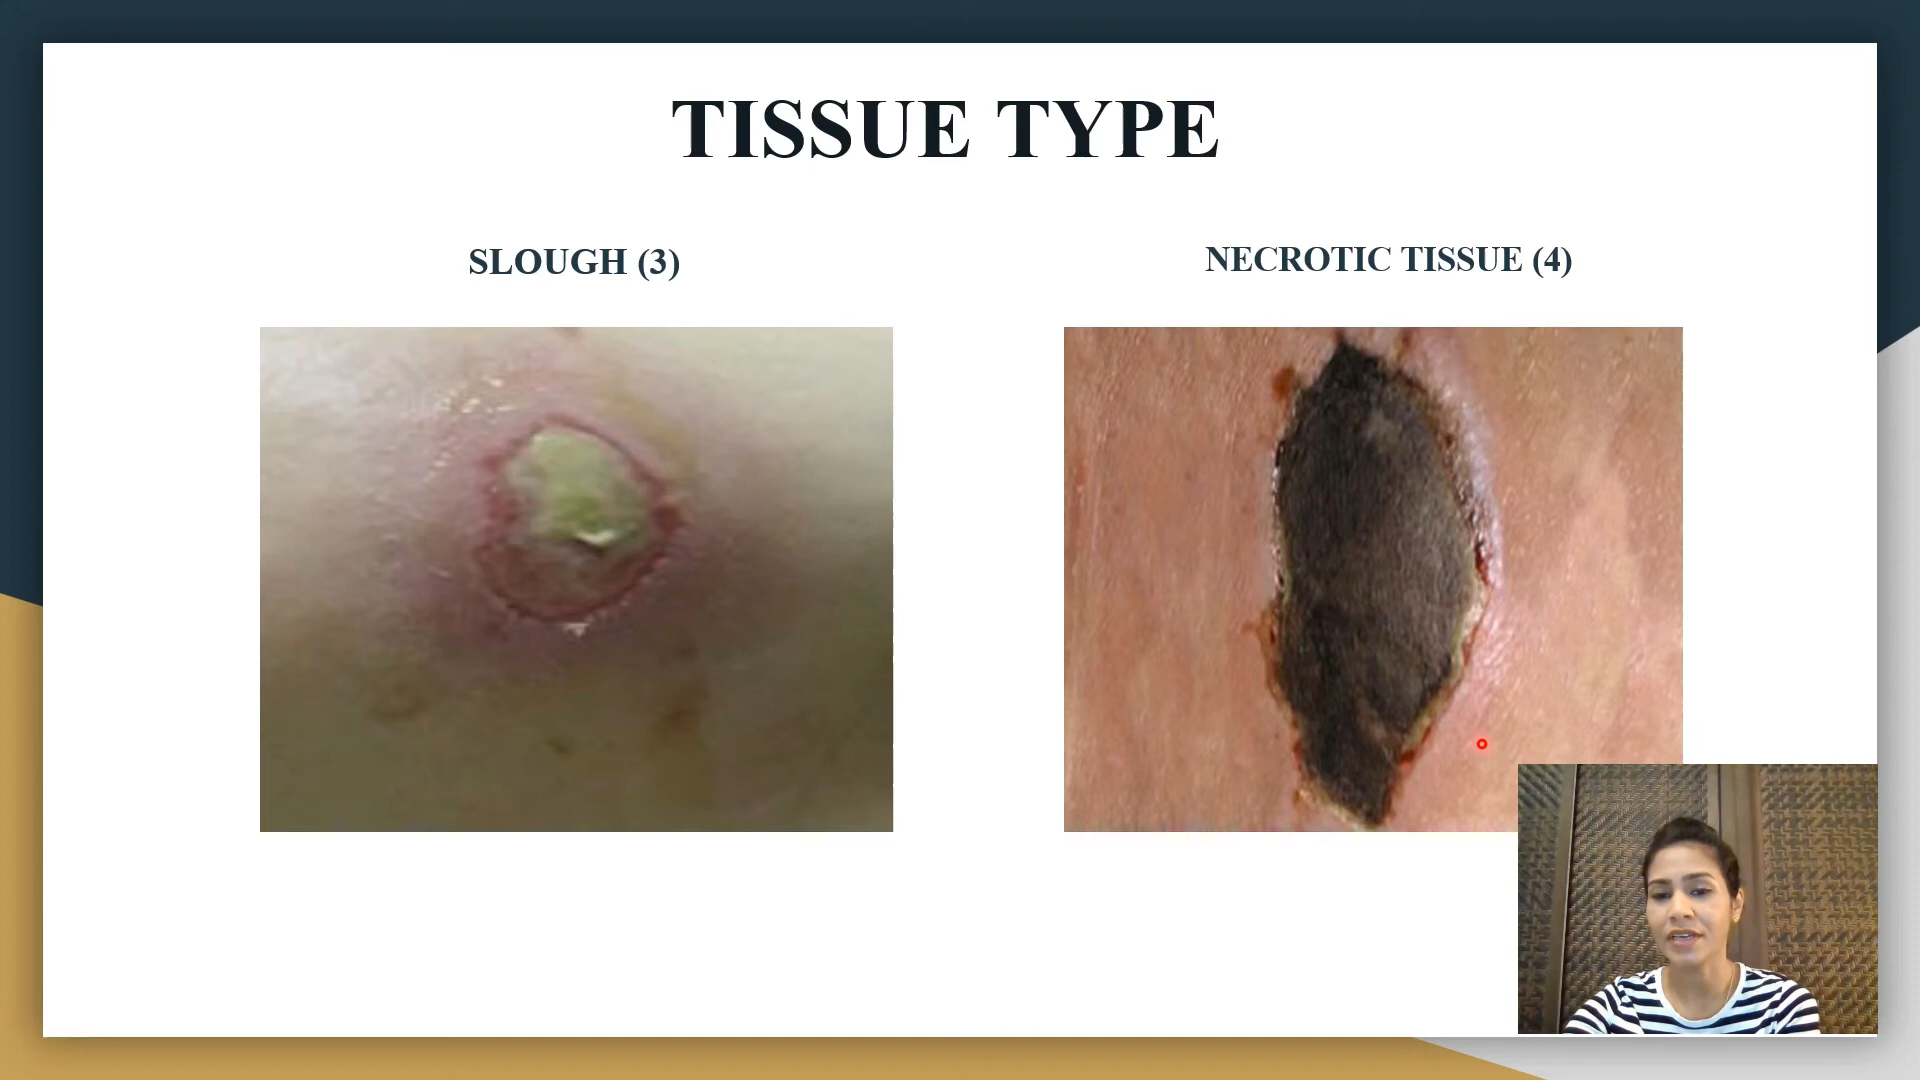 TISSUE TYPE
SLOUGH (3)
NECROTIC TISSUE (4)